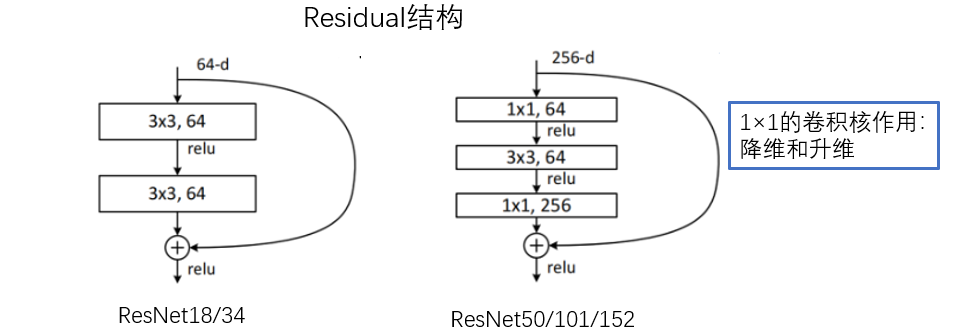 Residual结构
64-d
3x3, 64
relu
3x3, 64
+
relu
ResNet18/34
256-d
1x1, 64
relu
3x3, 64
relu
1x1, 256
+
relu
ResNet50/101/152
1×1的卷积核作用：
降维和升维